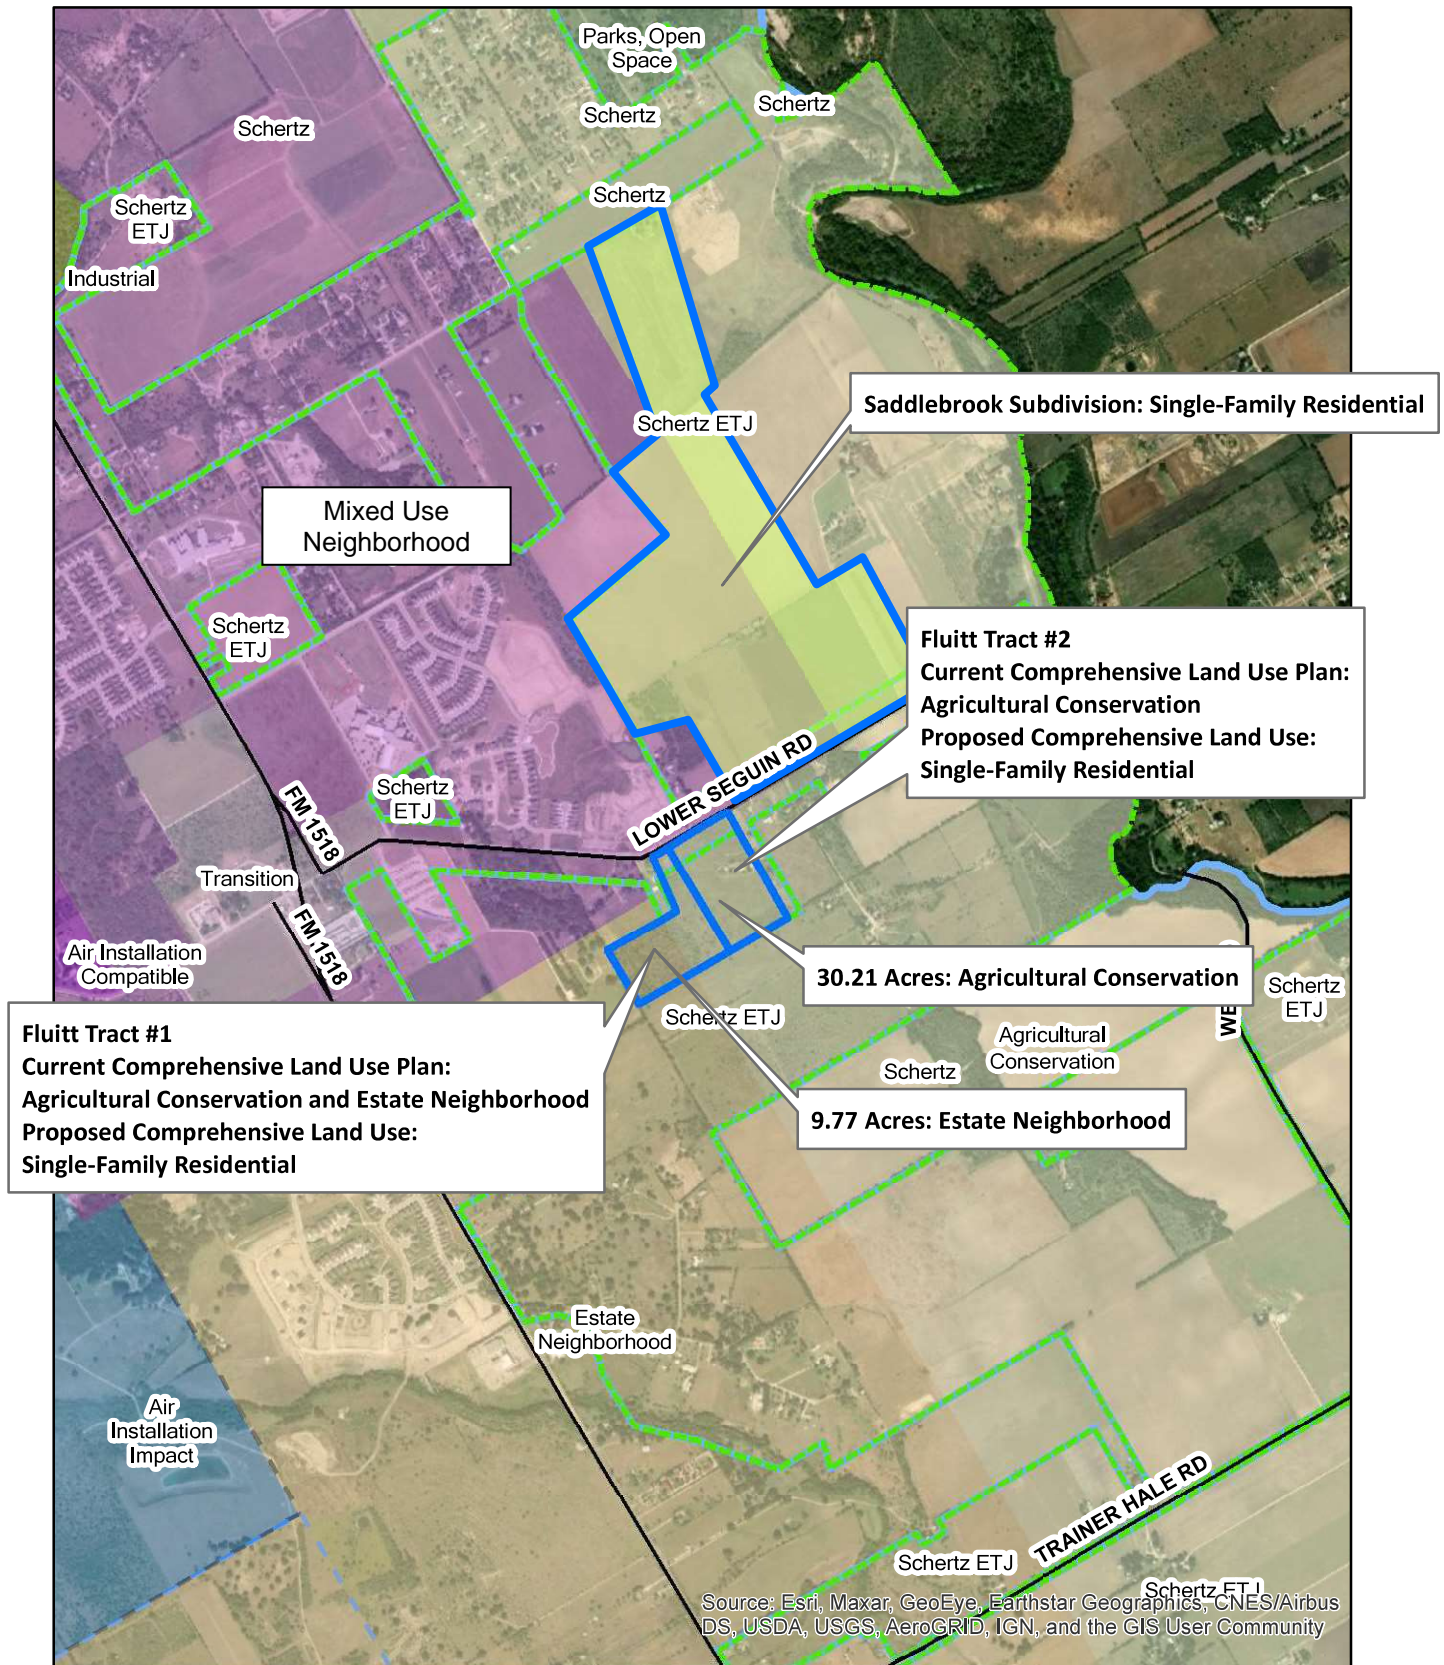 Parks, Open
Space
Schertz
Schertz
Schertz
Schertz
Schertz
ETJ
Industrial
Schertz ETJ
Saddlebrook Subdivision: Single-Family Residential
Mixed Use
Neighborhood
Schertz
ETJ
Fluitt Tract #2
Current Comprehensive Land Use Plan:
Agricultural Conservation
Proposed Comprehensive Land Use:
Single-Family Residential
LOWER SEGUIN RD
Schertz
ETJ
FM 1518
Transition
FM 1518
Air Installation
Compatible
30.21 Acres: Agricultural Conservation
Schertz
ETJ
WE
Schertz ETJ
Agricultural
Conservation
Schertz
Fluitt Tract #1
Current Comprehensive Land Use Plan:
Agricultural Conservation and Estate Neighborhood
Proposed Comprehensive Land Use:
Single-Family Residential
9.77 Acres: Estate Neighborhood
Estate
Neighborhood
Air
Installation
Impact
TRAINER HALE RD
Schertz ETJ
Schertz ETJ
Source: Esri, Maxar, GeoEye, Earthstar Geographics, CNES/Airbus
DS, USDA, USGS, AeroGRID, IGN, and the GIS User Community